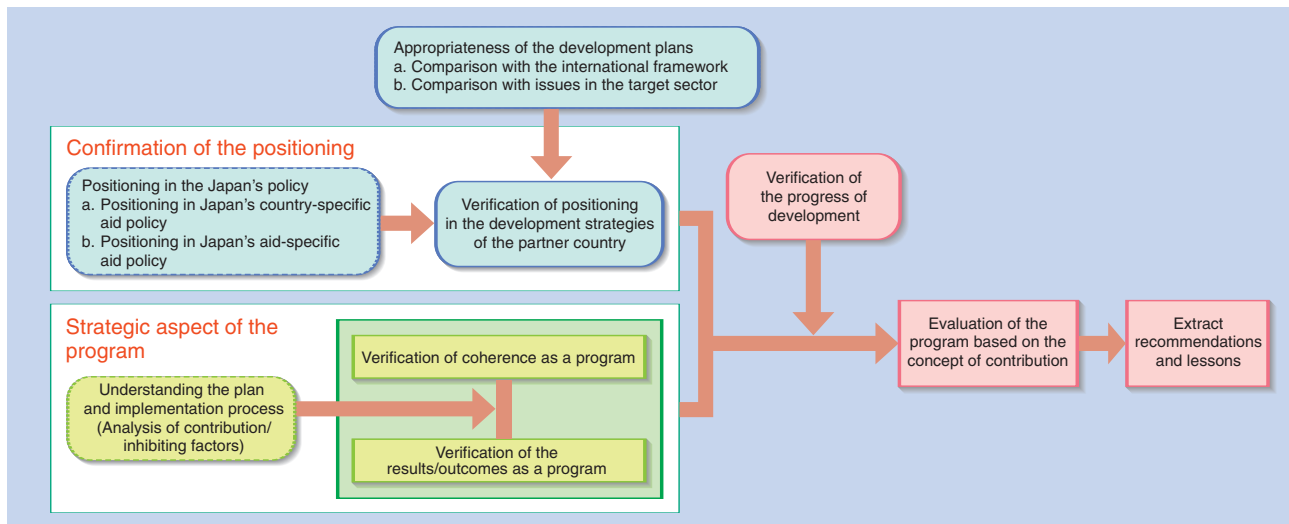 Appropriateness of the development plans
a. Comparison with the international framework
b. Comparison with issues in the target sector
Confirmation of the positioning
Positioning in the Japan's policy
a. Positioning in Japan's country-specific
aid policy
b. Positioning in Japan's aid-specific
aid policy
Verification of positioning
in the development strategies
of the partner country
Verification of
the progress of
development
Strategic aspect of the
program
Understanding the plan
and implementation process
(Analysis of contribution/
inhibiting factors)
Verification of coherence as a program
Verification of the
results/outcomes as a program
Evaluation of the
program based on the
concept of contribution
Extract
recommendations
and lessons